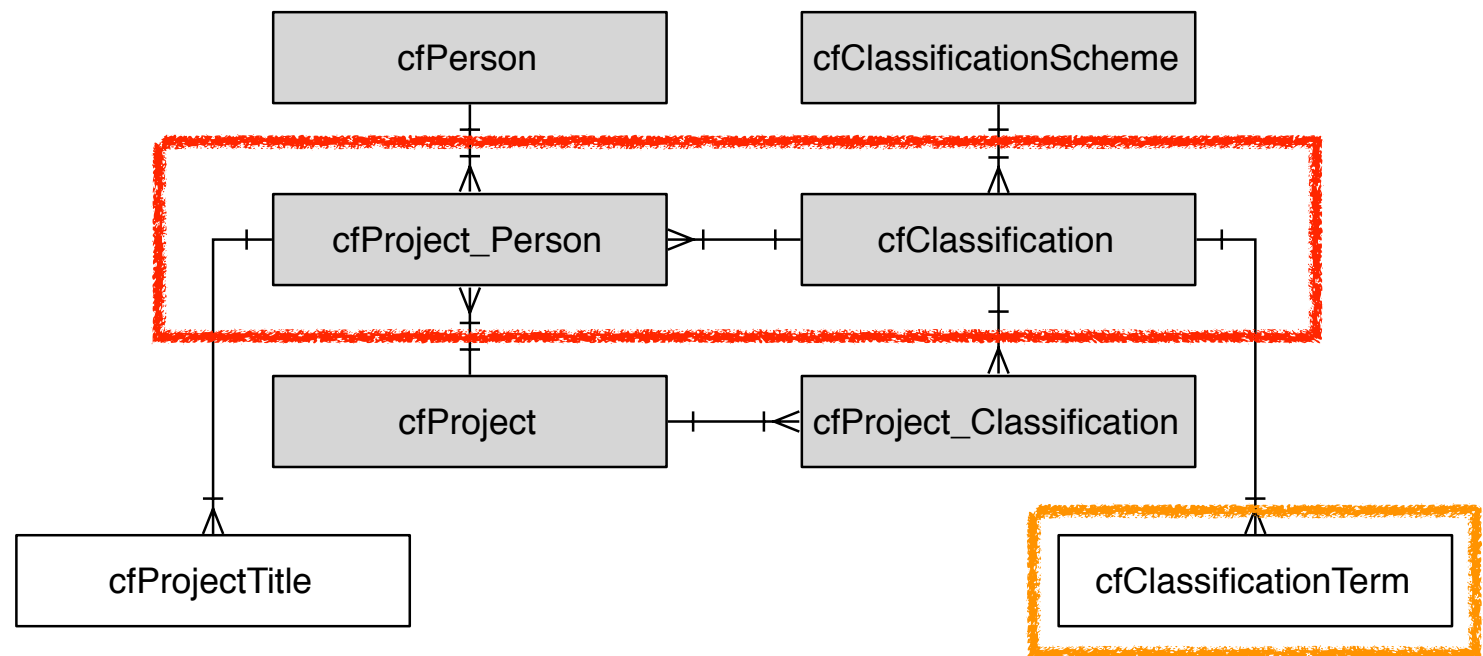 cfPerson
cfClassificationScheme
cfProject_Person
cfClassification
cfProject
cfProject_Classification
cfProjectTitle
cfClassificationTerm